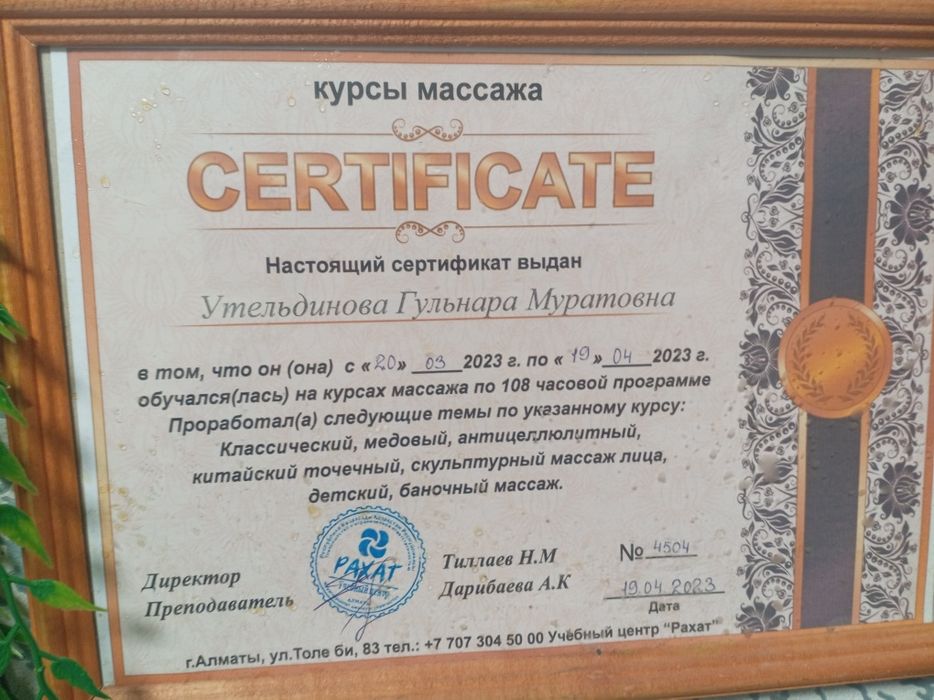 курсы массажа
CERTIFICATE
Настоящий сертификат выдан
Утельдинова Гульнара Муратовна
в том, что он (она) с «20» 03 2023 г. по «19» 04 2023 г.
обучался(лась) на курсах массажа по 108 часовой программе
Проработал(а) следующие темы по указанному курсу:
Классический, медовый, антицеллюлитный,
китайский точечный, скульптурный массаж лица,
детский, баночный массаж.
РАХАТ
АЛМАТЫ
Директор Тиллаев Н.М № 4504
Преподаватель Дарибаева А.К 19.04.2023
Дата
г.Алматы, ул.Толе би, 83 тел.: +7 707 304 50 00 Учебный центр “Рахат”